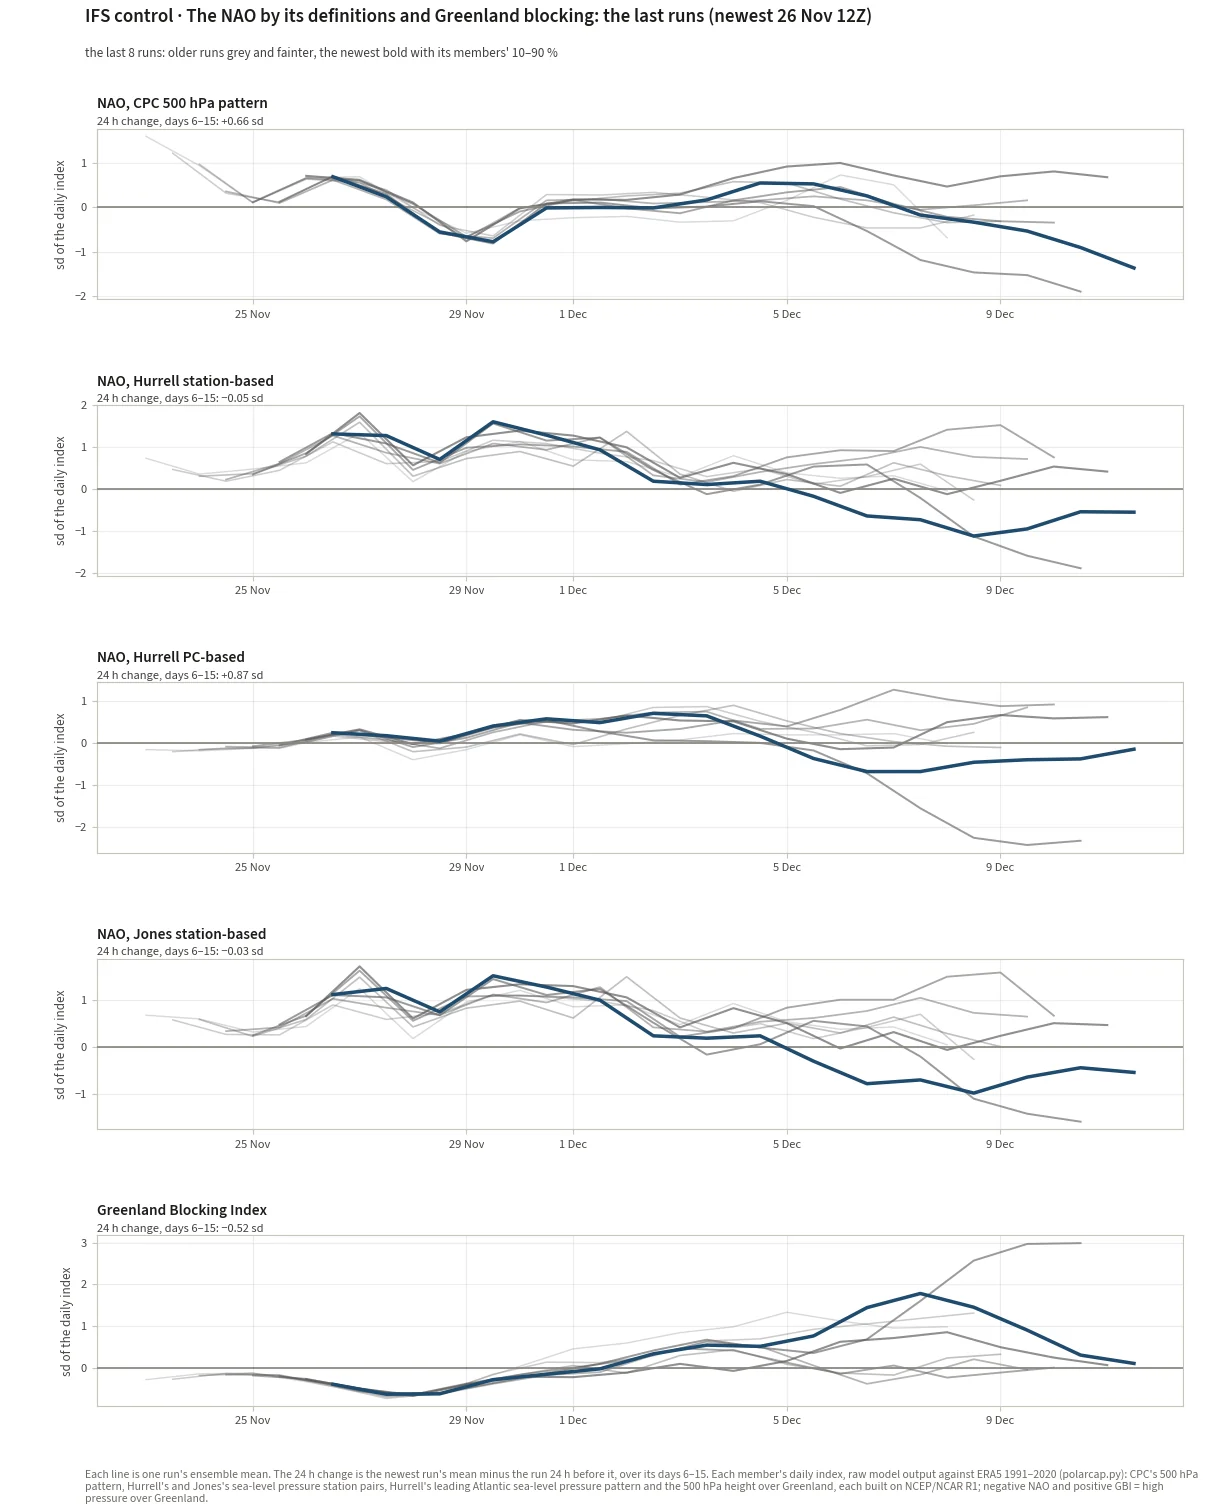 IFS control · The NAO by its definitions and Greenland blocking: the last runs (newest 26 Nov 12Z)
the last 8 runs: older runs grey and fainter, the newest bold with its members' 10–90 %
NAO, CPC 500 hPa pattern
24 h change, days 6–15: +0.66 sd
sd of the daily index
1
0
−1
−2
25 Nov
29 Nov
1 Dec
5 Dec
9 Dec
NAO, Hurrell station-based
24 h change, days 6–15: −0.05 sd
sd of the daily index
2
1
0
−1
−2
25 Nov
29 Nov
1 Dec
5 Dec
9 Dec
NAO, Hurrell PC-based
24 h change, days 6–15: +0.87 sd
sd of the daily index
1
0
−1
−2
25 Nov
29 Nov
1 Dec
5 Dec
9 Dec
NAO, Jones station-based
24 h change, days 6–15: −0.03 sd
sd of the daily index
1
0
−1
25 Nov
29 Nov
1 Dec
5 Dec
9 Dec
Greenland Blocking Index
24 h change, days 6–15: −0.52 sd
sd of the daily index
3
2
1
0
25 Nov
29 Nov
1 Dec
5 Dec
9 Dec
Each line is one run's ensemble mean. The 24 h change is the newest run's mean minus the run 24 h before it, over its days 6–15. Each member's daily index, raw model output against ERA5 1991–2020 (polarcap.py): CPC's 500 hPa
pattern, Hurrell's and Jones's sea-level pressure station pairs, Hurrell's leading Atlantic sea-level pressure pattern and the 500 hPa height over Greenland, each built on NCEP/NCAR R1; negative NAO and positive GBI = high
pressure over Greenland.